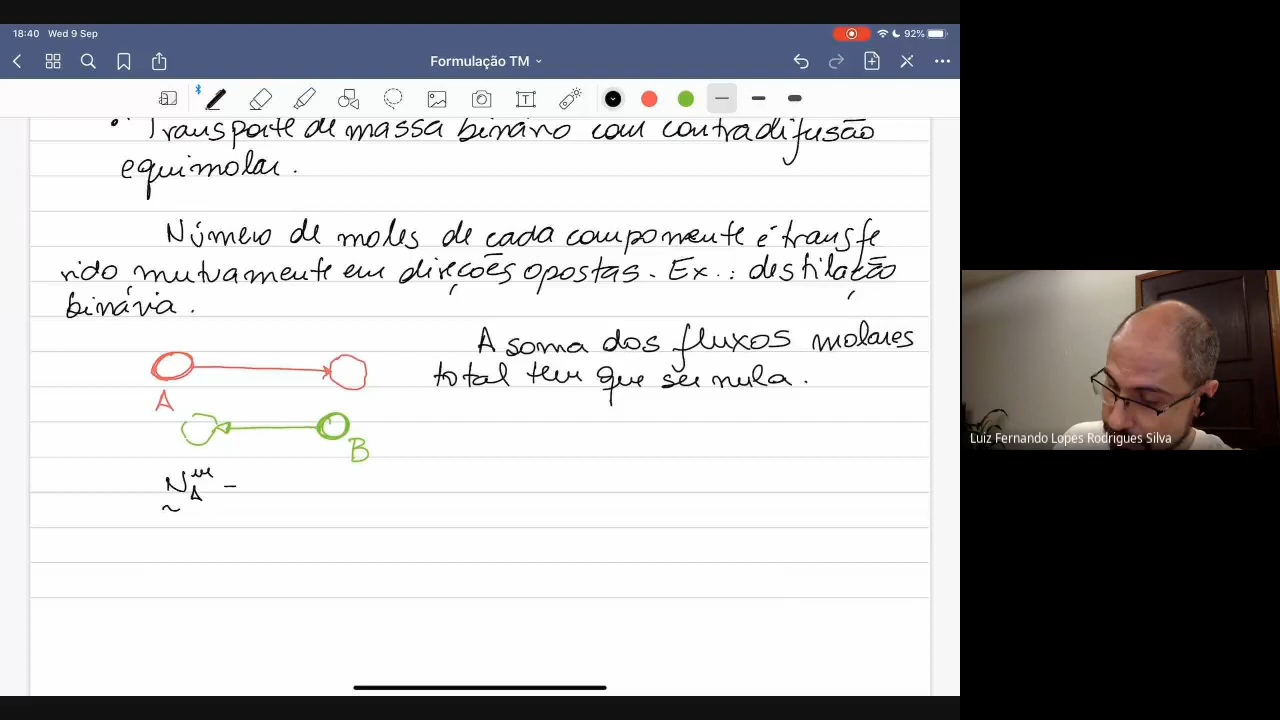 18:40 Wed 9 Sep 92%
Formulação TM
T
• Transporte de massa binário com contradifusão
equimolar.
Número de moles de cada componente é transfe
rido mutuamente em direções opostas. Ex.: destilação
binária.
A soma dos fluxos molares
total tem que ser nula.
A
B
N_A^m =
~
Luiz Fernando Lopes Rodrigues Silva